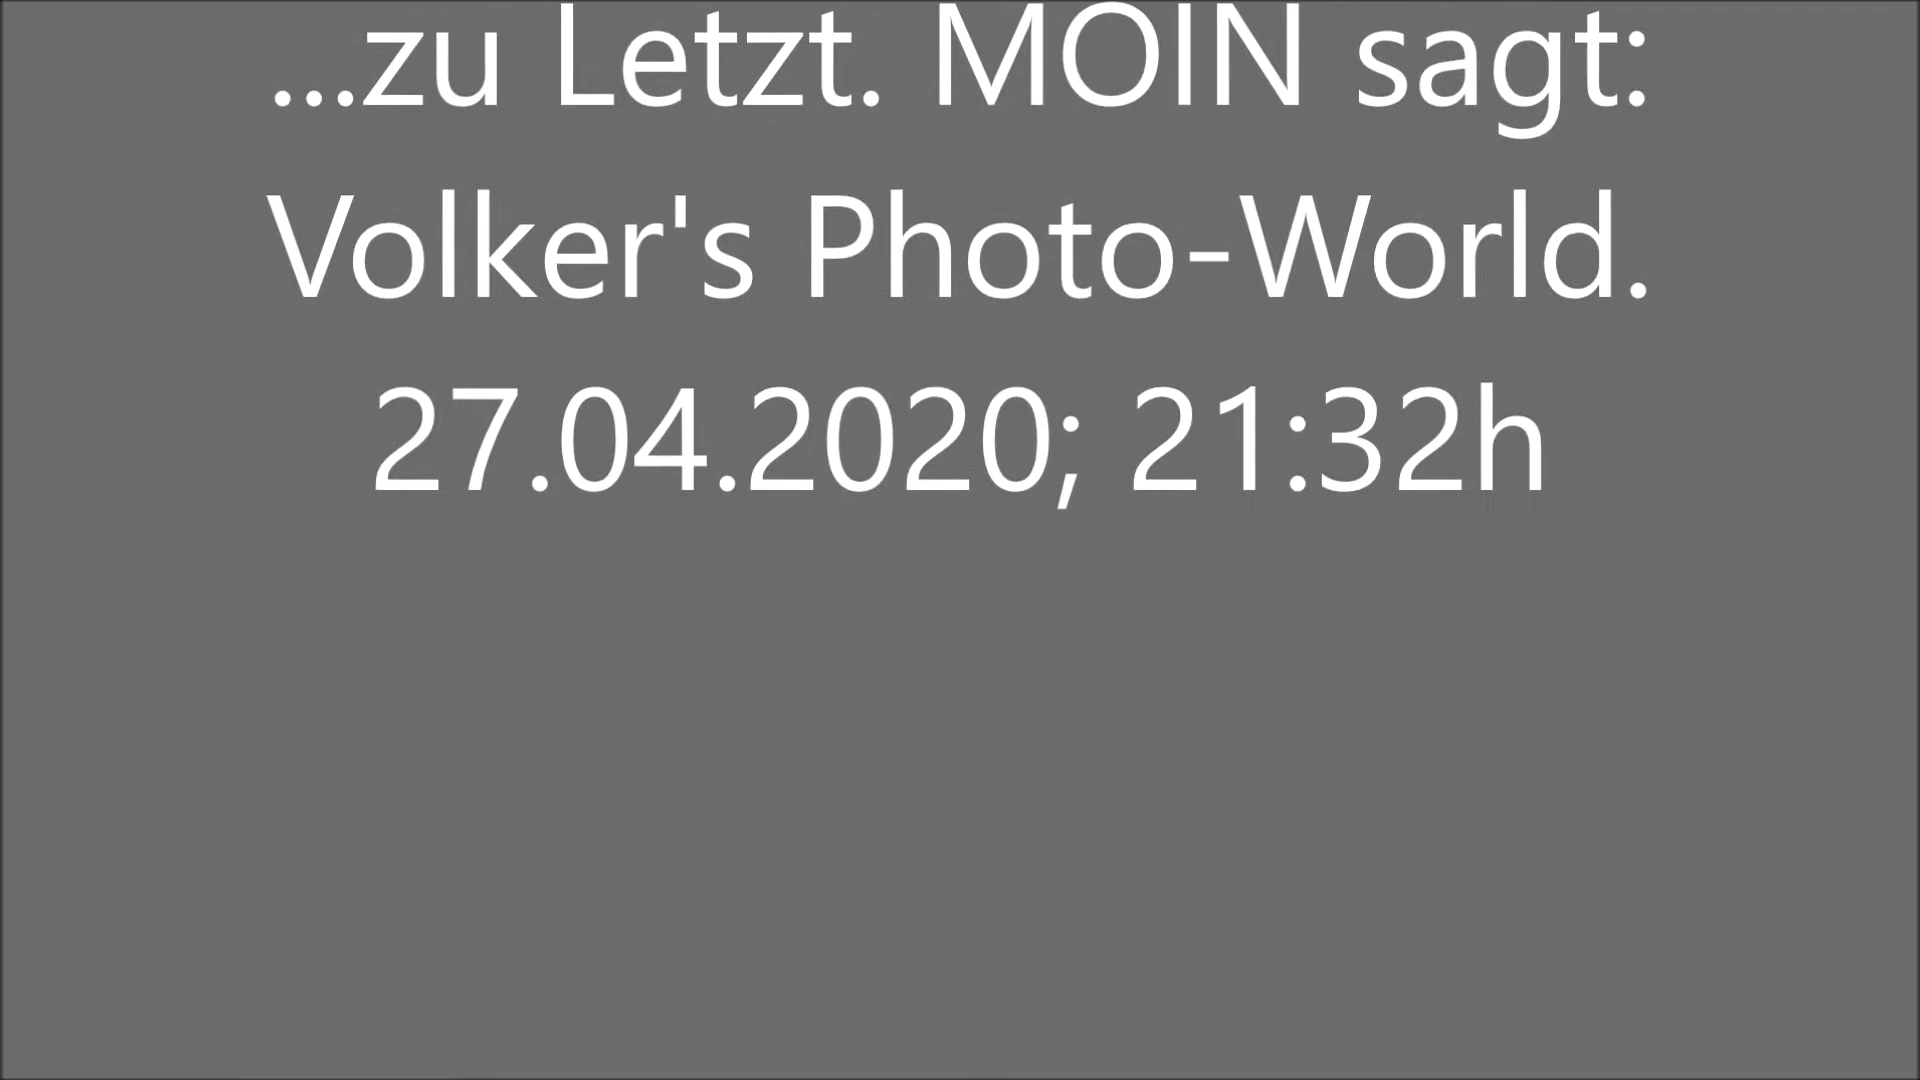 ...zu Letzt. MOIN sagt:
Volker's Photo-World.
27.04.2020; 21:32h